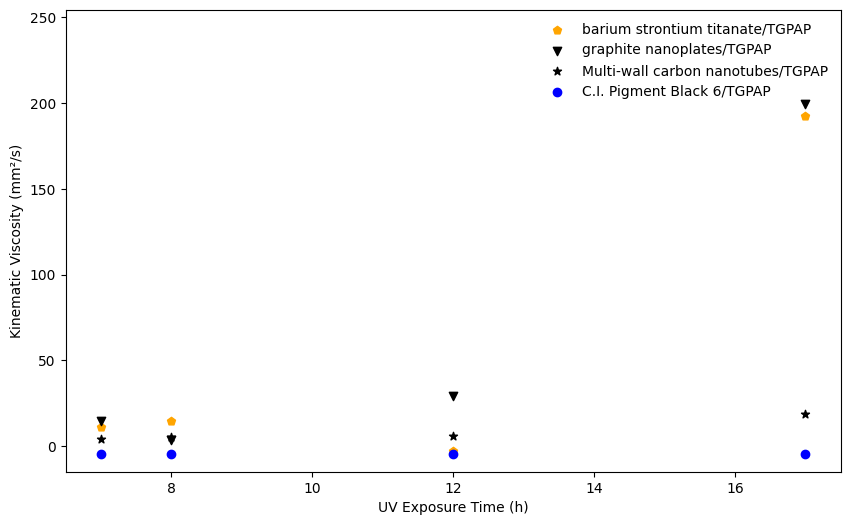 250
200
150
100
50
0
8
10
12
14
16
Kinematic Viscosity (mm²/s)
UV Exposure Time (h)
barium strontium titanate/TGPAP
graphite nanoplates/TGPAP
Multi-wall carbon nanotubes/TGPAP
C.I. Pigment Black 6/TGPAP